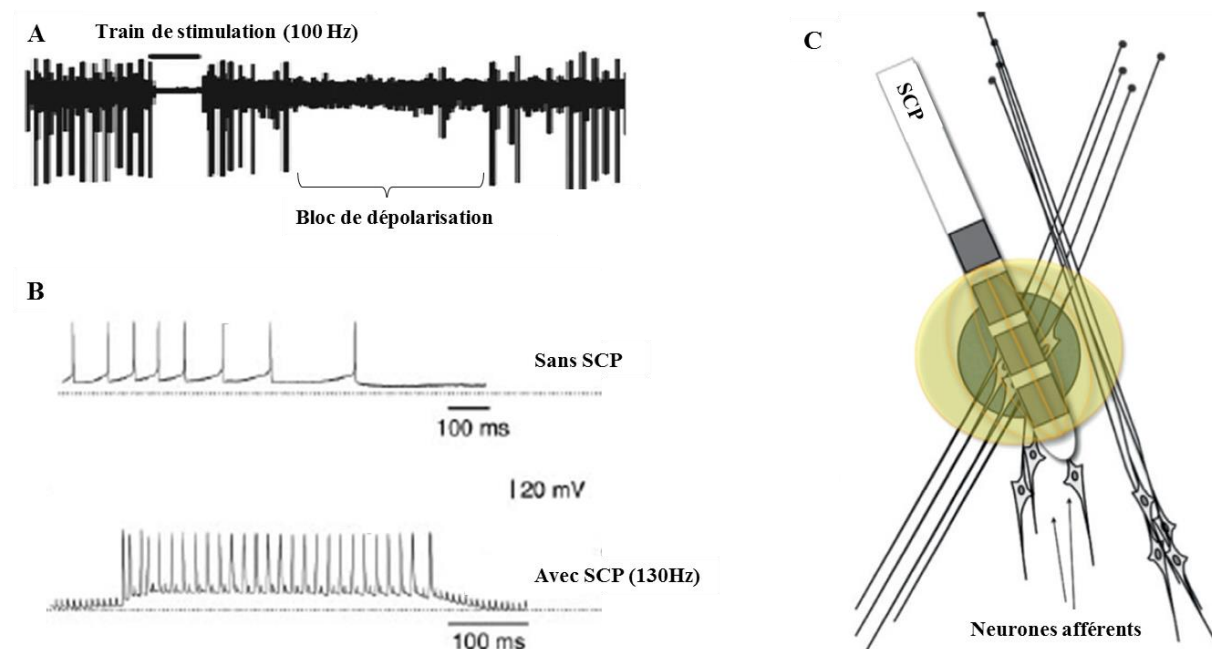 A
Train de stimulation (100 Hz)
Bloc de dépolarisation
B
Sans SCP
100 ms
20 mV
Avec SCP (130Hz)
100 ms
C
SCP
Neurones afférents